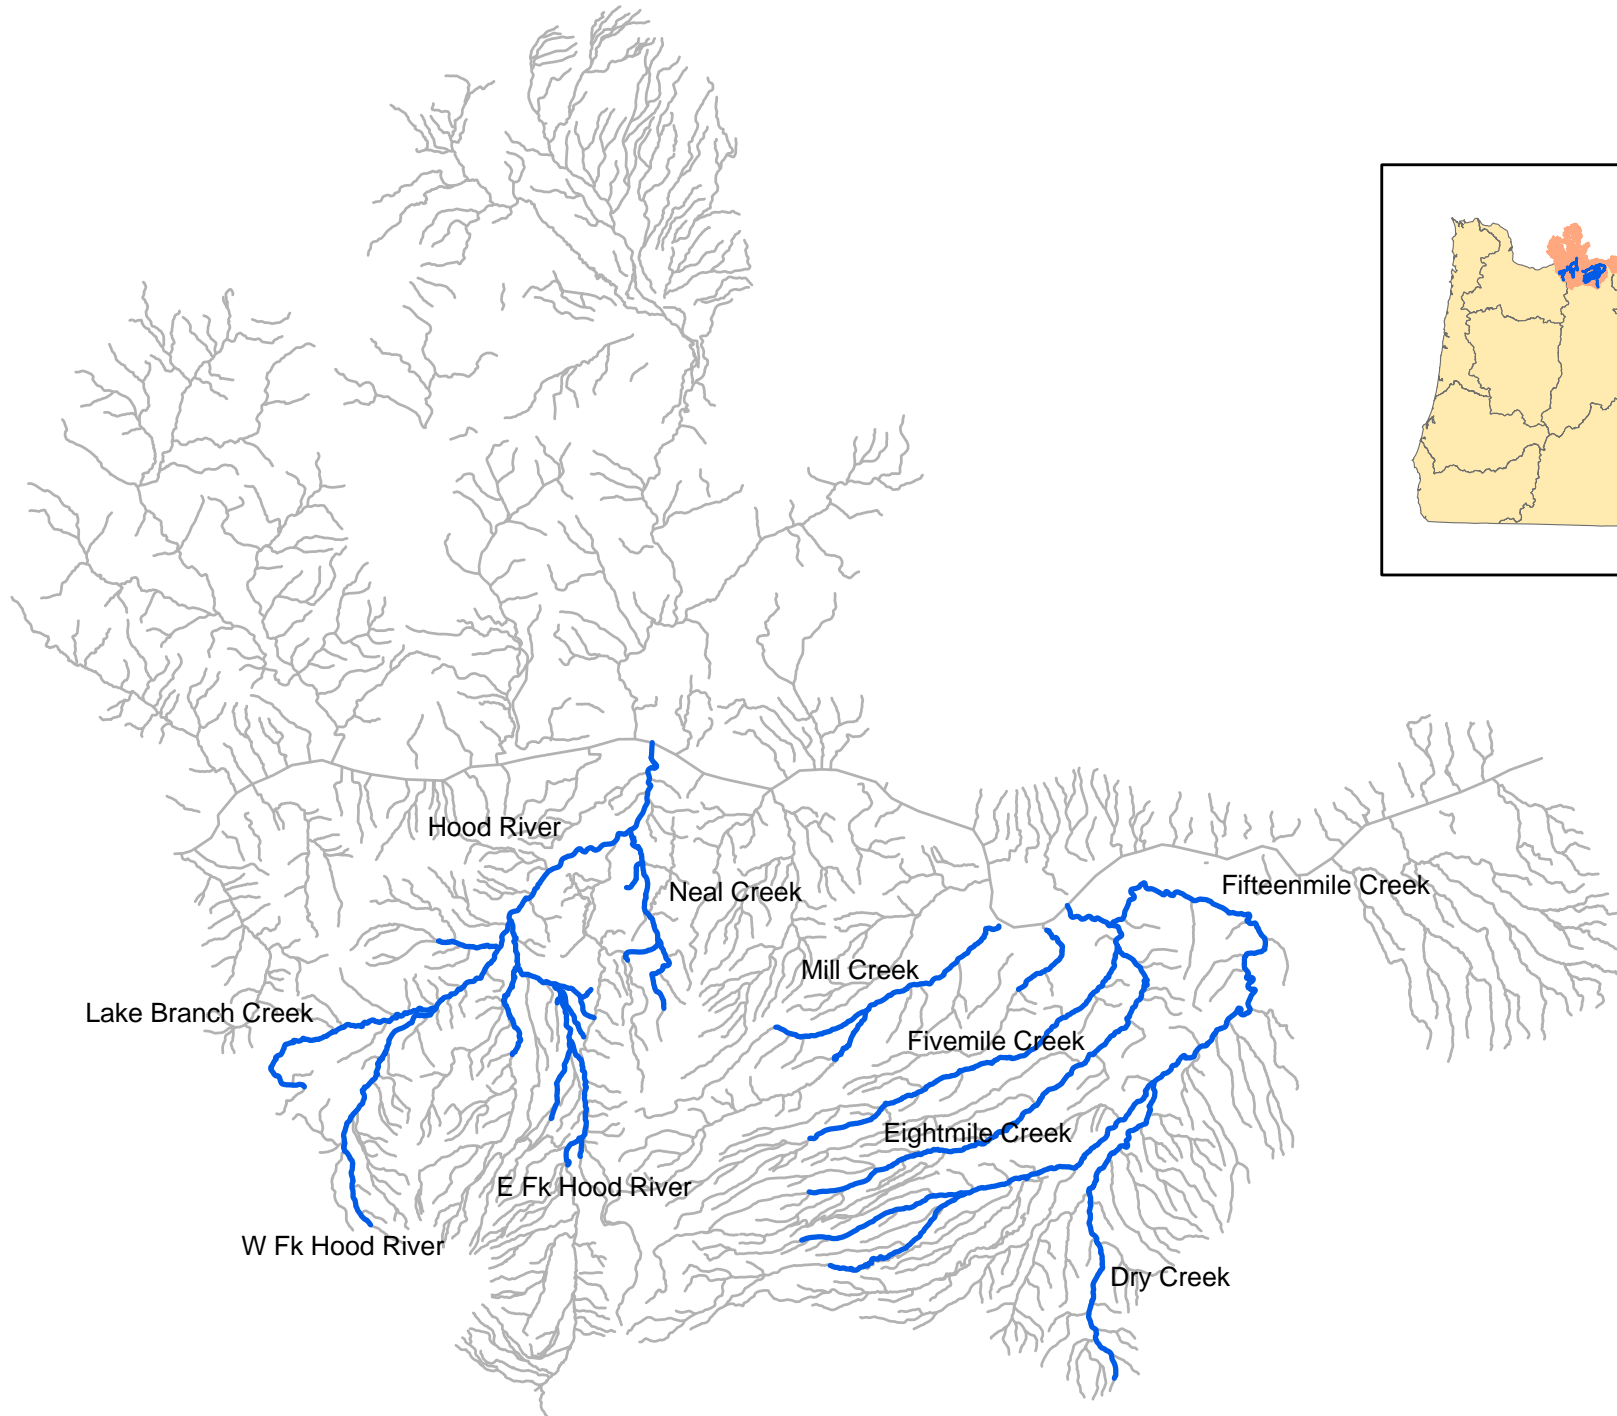 Hood River
Fifteenmile Creek
Neal Creek
Mill Creek
Lake Branch Creek
Fivemile Creek
Eightmile Creek
E Fk Hood River
W Fk Hood River
Dry Creek